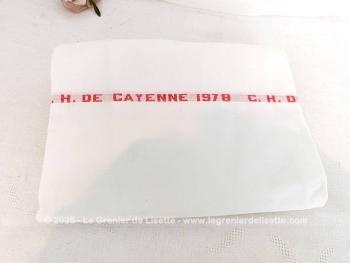 . H. DE CAYENNE 1978 C. H. D
© 2025 - Le Grenier de Lisette - www.legrenierdelisette.com